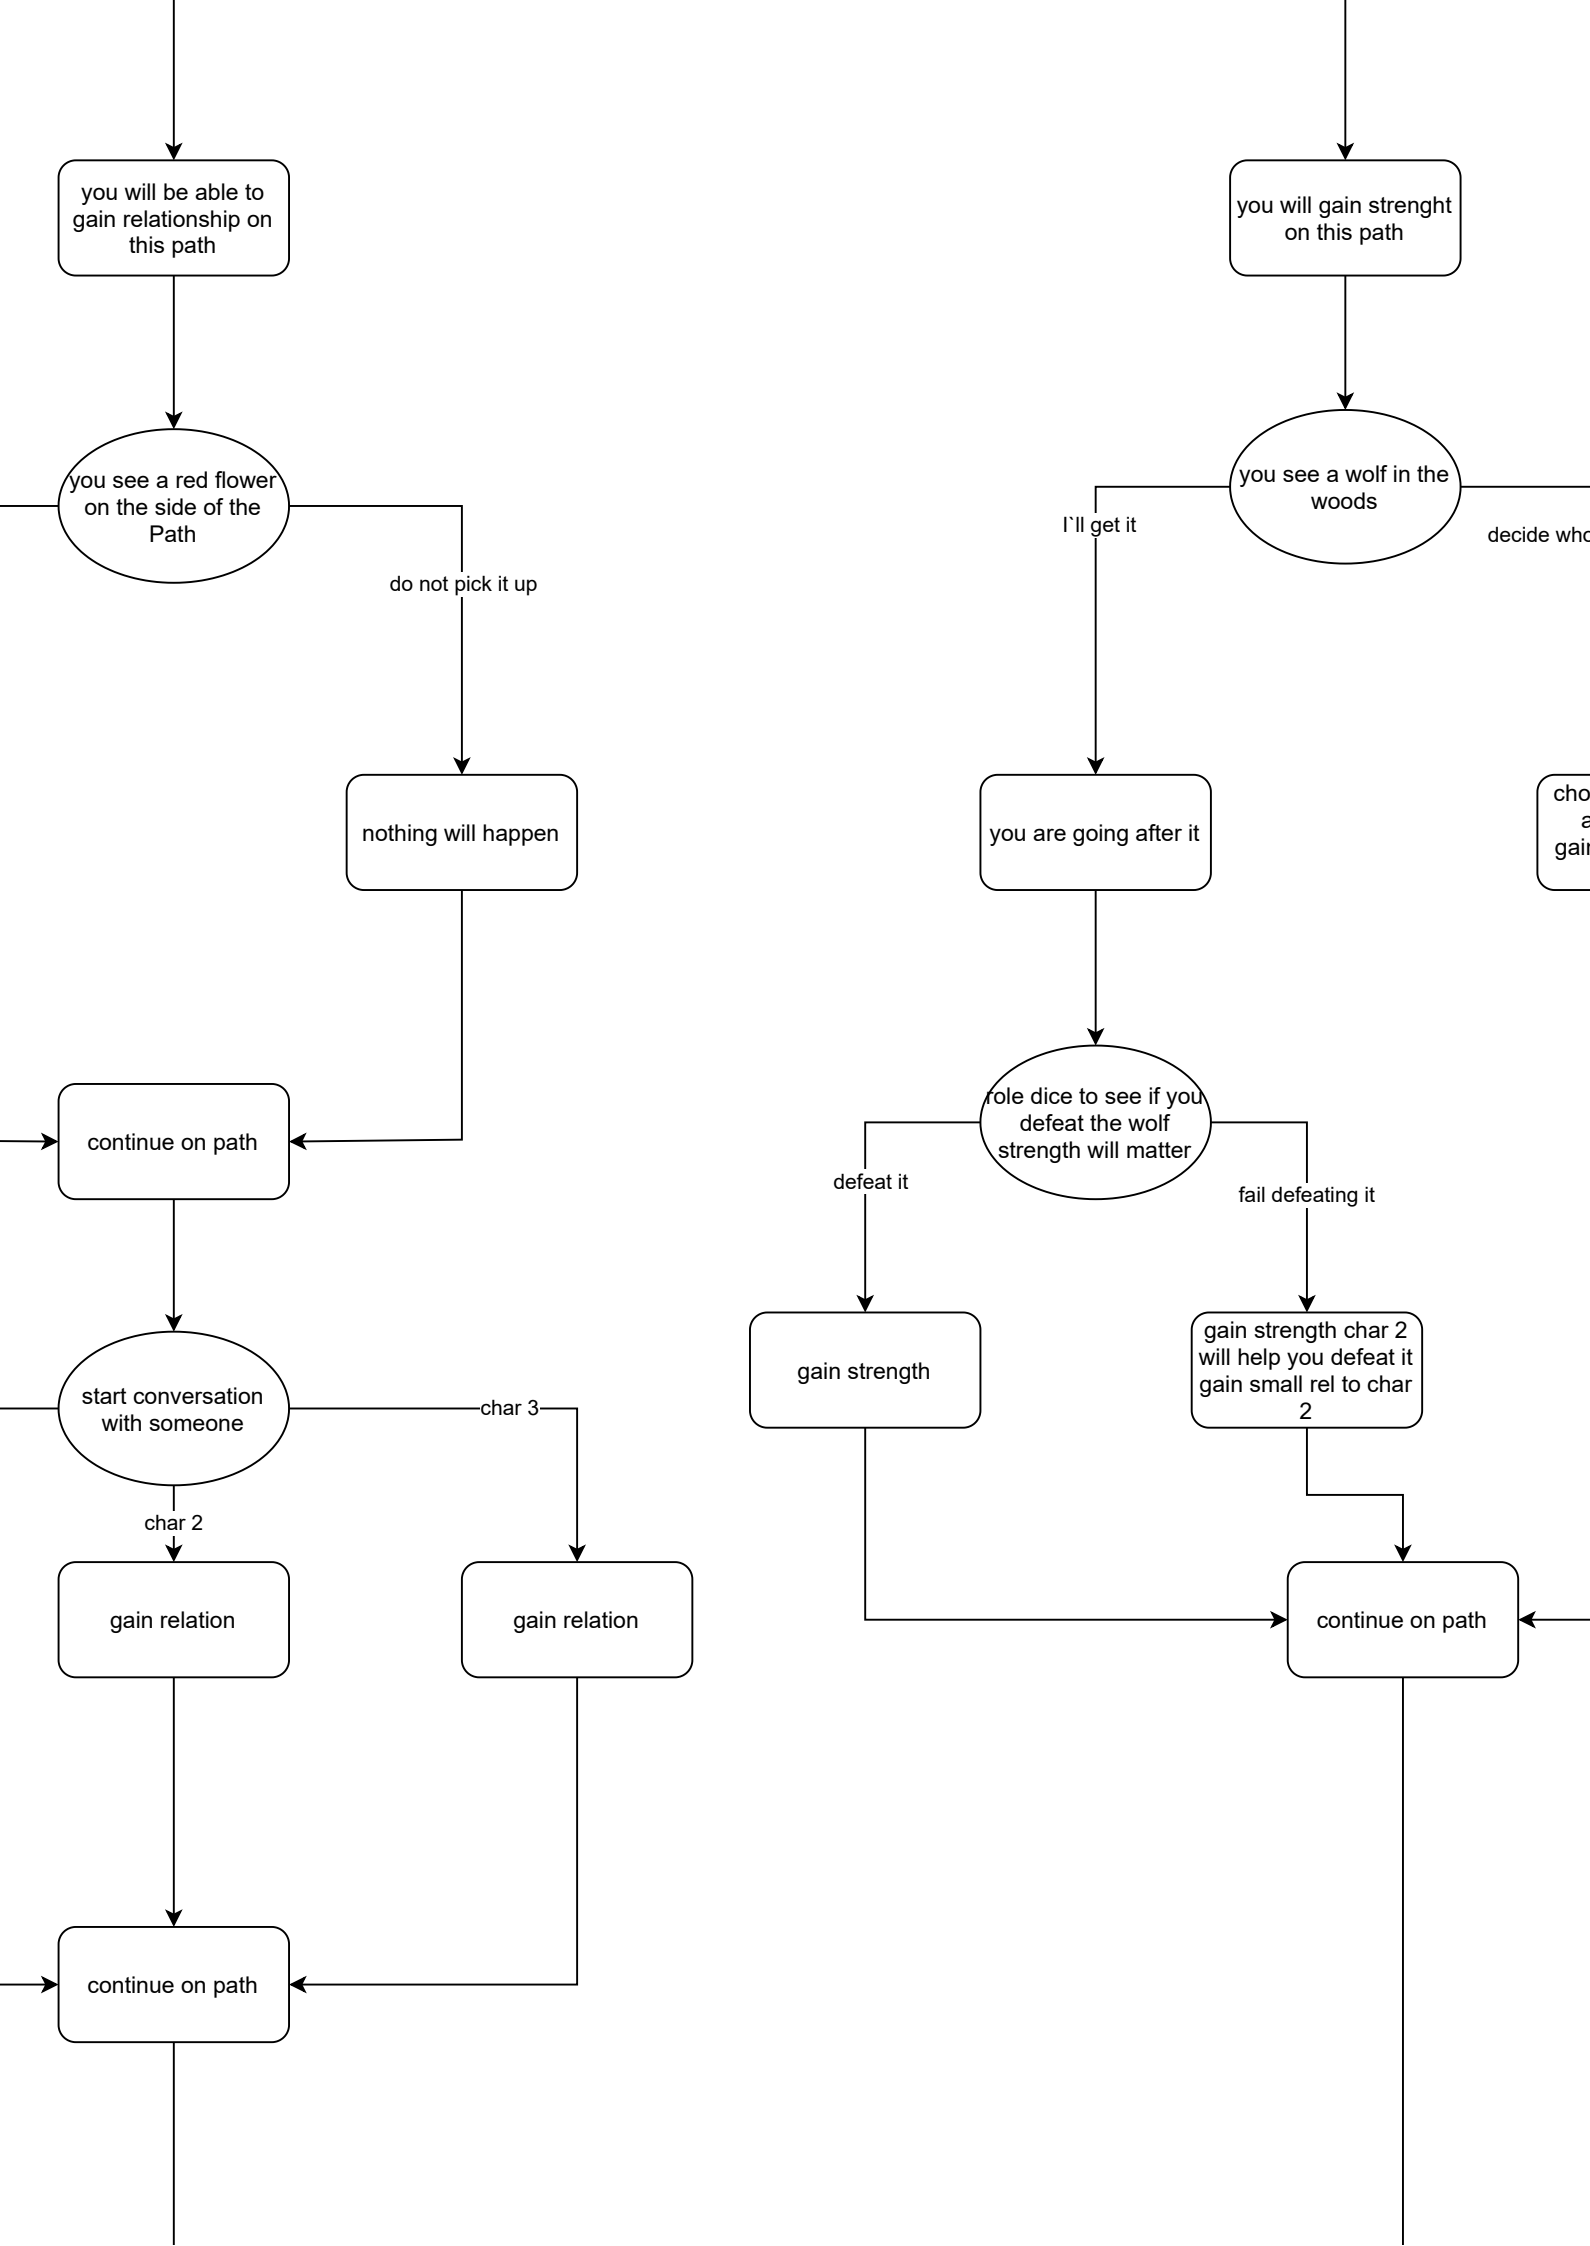 you will be able to
gain relationship on
this path
you will gain strenght
on this path
you see a red flower
on the side of the
Path
you see a wolf in the
woods
I`ll get it
decide who
do not pick it up
nothing will happen
you are going after it
continue on path
role dice to see if you
defeat the wolf
strength will matter
defeat it
fail defeating it
start conversation
with someone
char 3
char 2
gain strength
gain strength char 2
will help you defeat it
gain small rel to char
2
gain relation
gain relation
continue on path
continue on path